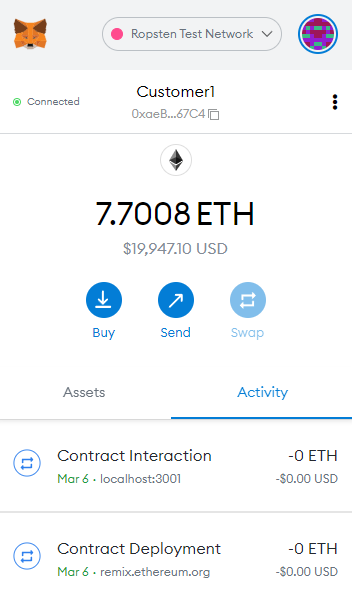 Ropsten Test Network
Connected
Customer1
0xaeB...67C4
7.7008 ETH
$19,947.10 USD
Buy Send Swap
Assets Activity
Contract Interaction -0 ETH
Mar 6 · localhost:3001 -$0.00 USD
Contract Deployment -0 ETH
Mar 6 · remix.ethereum.org -$0.00 USD